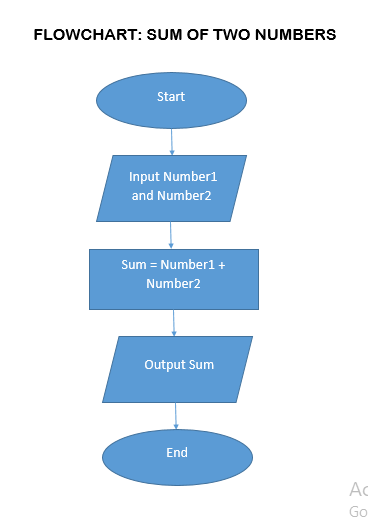 FLOWCHART: SUM OF TWO NUMBERS
Start
Input Number1
and Number2
Sum = Number1 +
Number2
Output Sum
End
Ac
Go